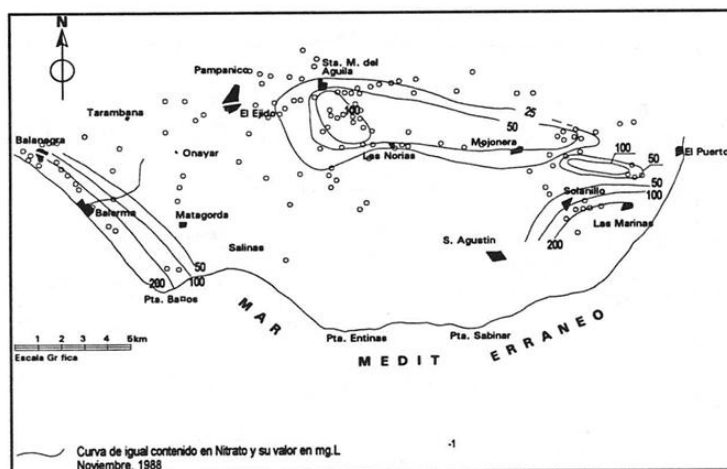 N
Sta. M. del
Aguila
Pampanico
El Ejido
100
25
50
Tarambana
Balanegra
Onayar
Las Norias
Mojonera
100
50
El Puerto
50
100
Solanillo
Balerma
Matagorda
Las Marinas
200
Salinas
S. Agustin
50
200
100
Pta. Baños
MAR
MEDITERRANEO
Pta. Entinas
Pta. Sabinar
1 2 3 4 5km
Escala Gr fica
Curva de igual contenido en Nitrato y su valor en mg.L -1
Noviembre, 1988